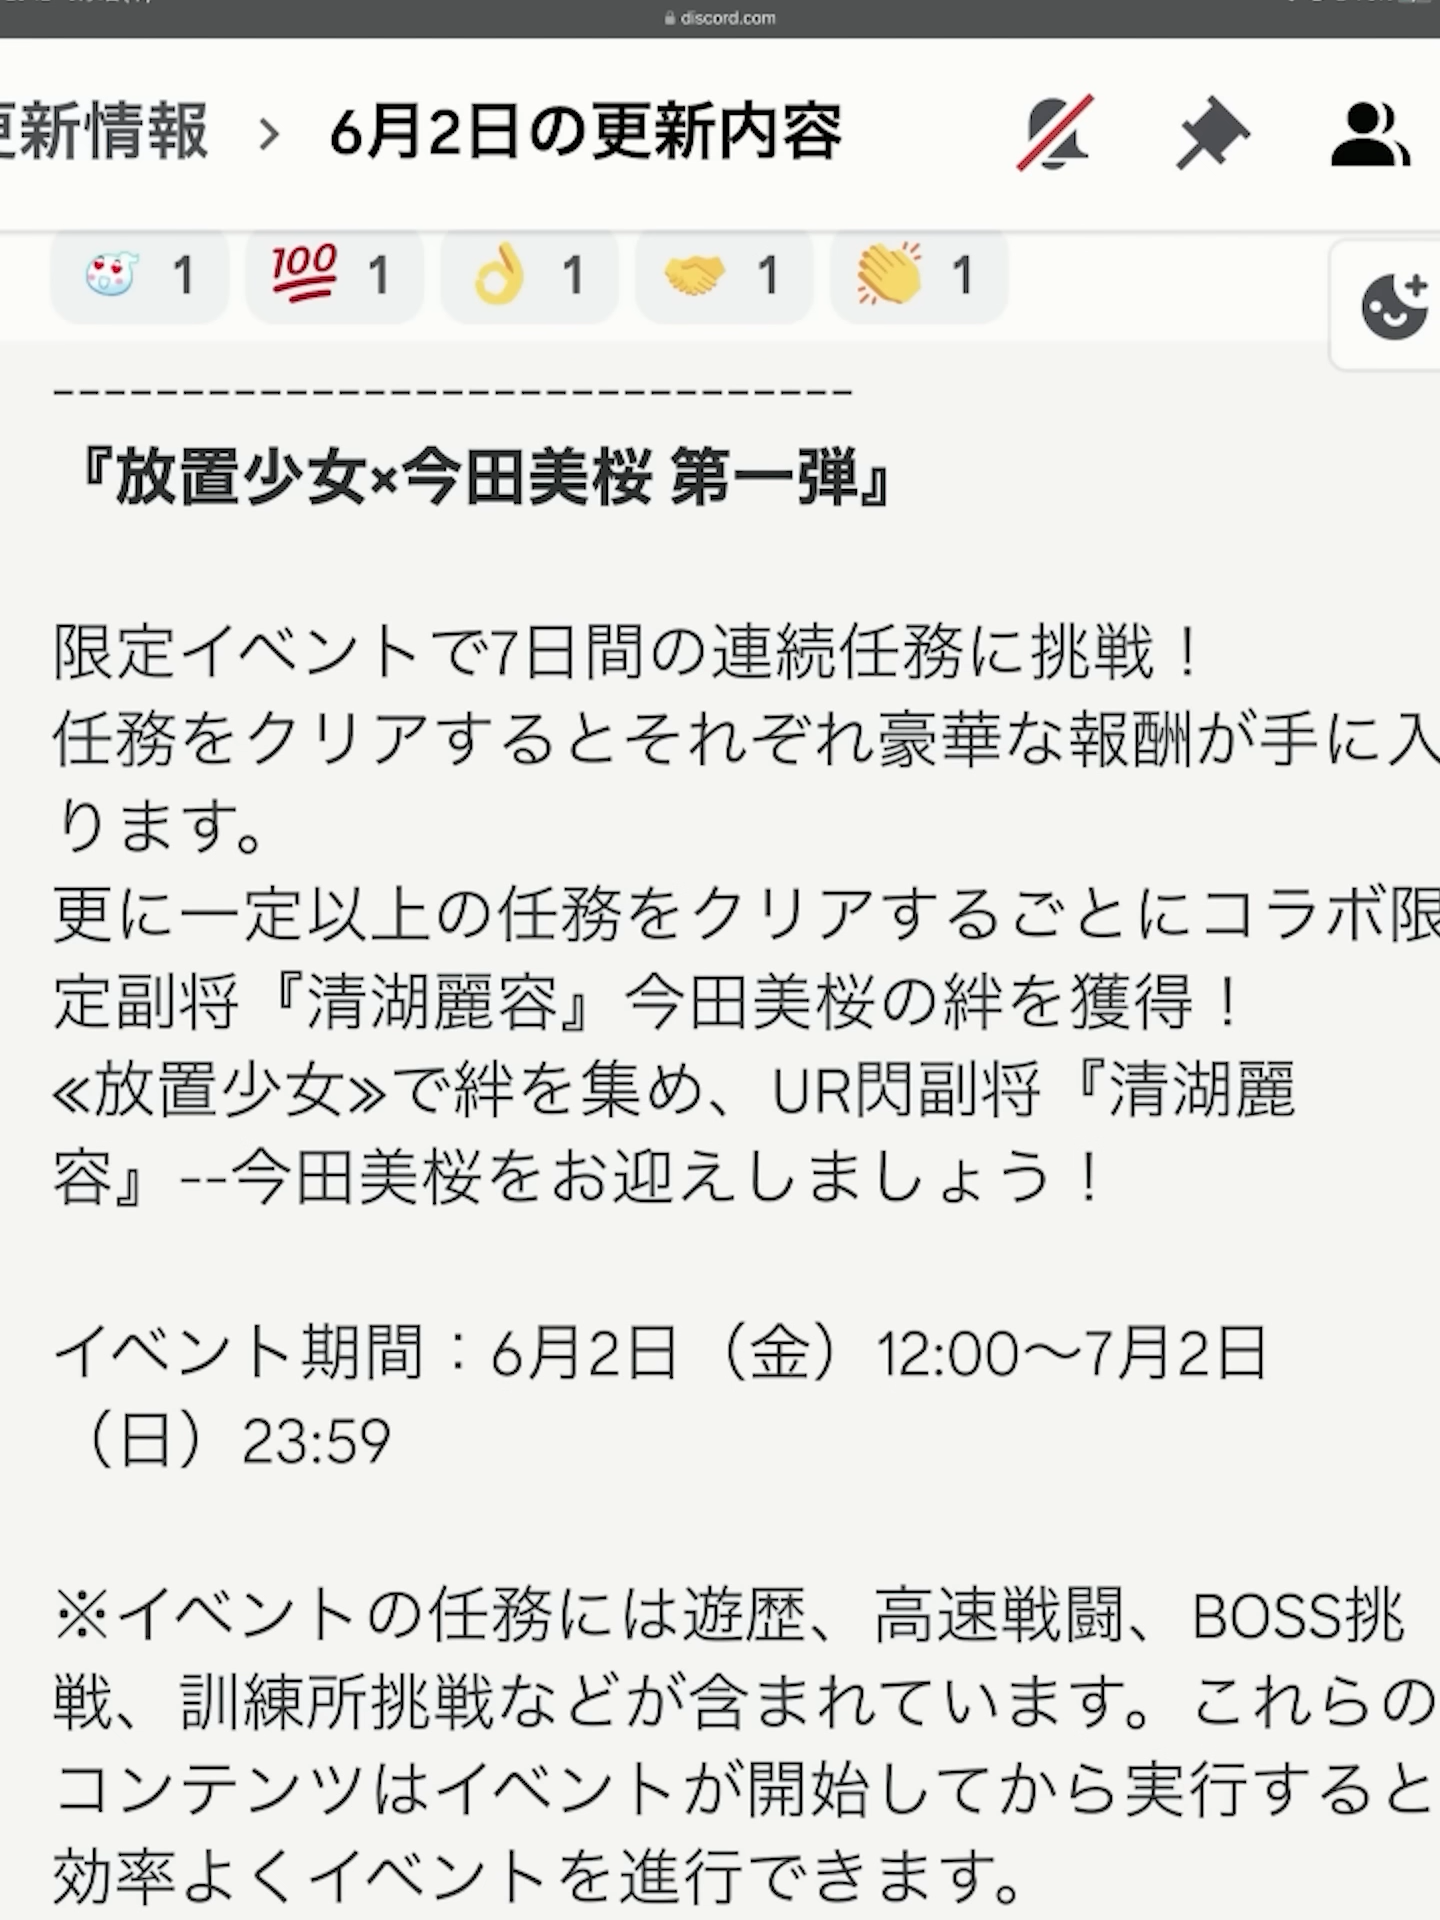 discord.com
更新情報 > 6月2日の更新内容
1 100 1 1 1 1
-------------------------------
『放置少女×今田美桜 第一弾』
限定イベントで7日間の連続任務に挑戦！
任務をクリアするとそれぞれ豪華な報酬が手に入
ります。
更に一定以上の任務をクリアするごとにコラボ限
定副将『清湖麗容』今田美桜の絆を獲得！
≪放置少女≫で絆を集め、UR閃副将『清湖麗
容』--今田美桜をお迎えしましょう！
イベント期間：6月2日（金）12:00～7月2日
（日）23:59
※イベントの任務には遊歴、高速戦闘、BOSS挑
戦、訓練所挑戦などが含まれています。これらの
コンテンツはイベントが開始してから実行すると
効率よくイベントを進行できます。